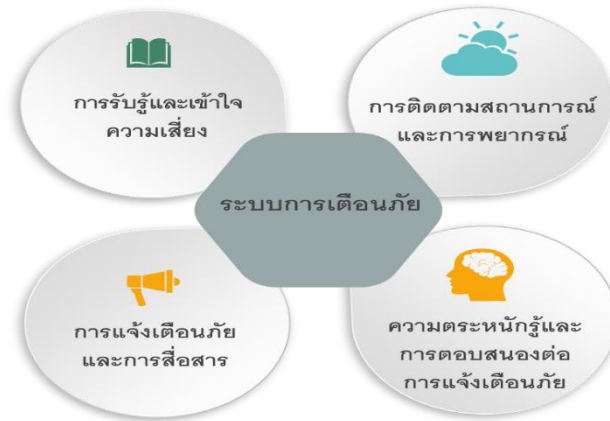 การรับรู้และเข้าใจ
ความเสี่ยง
การติดตามสถานการณ์
และการพยากรณ์
ระบบการเตือนภัย
การแจ้งเตือนภัย
และการสื่อสาร
ความตระหนักรู้และ
การตอบสนองต่อ
การแจ้งเตือนภัย